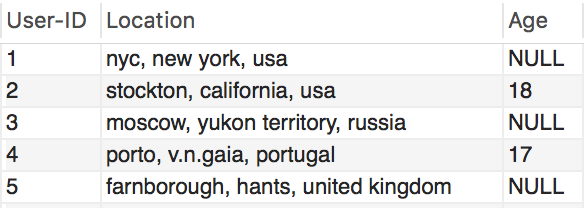 User-ID Location Age
1 nyc, new york, usa NULL
2 stockton, california, usa 18
3 moscow, yukon territory, russia NULL
4 porto, v.n.gaia, portugal 17
5 farnborough, hants, united kingdom NULL